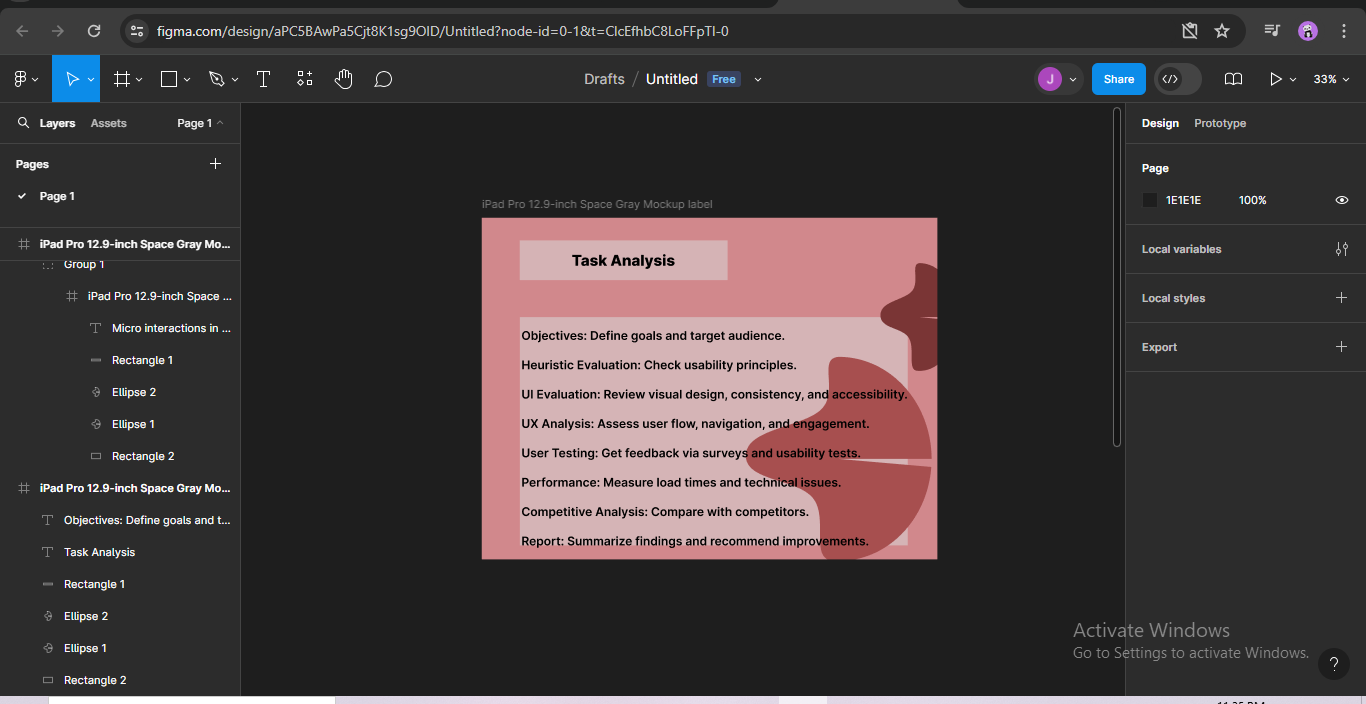 figma.com/design/aPC5BAwPa5Cjt8K1sg9OID/Untitled?node-id=0-1&t=ClcEfhbC8LoFFpTl-0
Drafts / Untitled Free
J
Share
33%
Layers Assets Page 1
Design Prototype
Pages
Page 1
Page
1E1E1E 100%
Local variables
Local styles
Export
iPad Pro 12.9-inch Space Gray Mo...
Group 1
iPad Pro 12.9-inch Space ...
Micro interactions in ...
Rectangle 1
Ellipse 2
Ellipse 1
Rectangle 2
iPad Pro 12.9-inch Space Gray Mo...
Objectives: Define goals and t...
Task Analysis
Rectangle 1
Ellipse 2
Ellipse 1
Rectangle 2
iPad Pro 12.9-inch Space Gray Mockup label
Task Analysis
Objectives: Define goals and target audience.
Heuristic Evaluation: Check usability principles.
UI Evaluation: Review visual design, consistency, and accessibility.
UX Analysis: Assess user flow, navigation, and engagement.
User Testing: Get feedback via surveys and usability tests.
Performance: Measure load times and technical issues.
Competitive Analysis: Compare with competitors.
Report: Summarize findings and recommend improvements.
Activate Windows
Go to Settings to activate Windows.
?